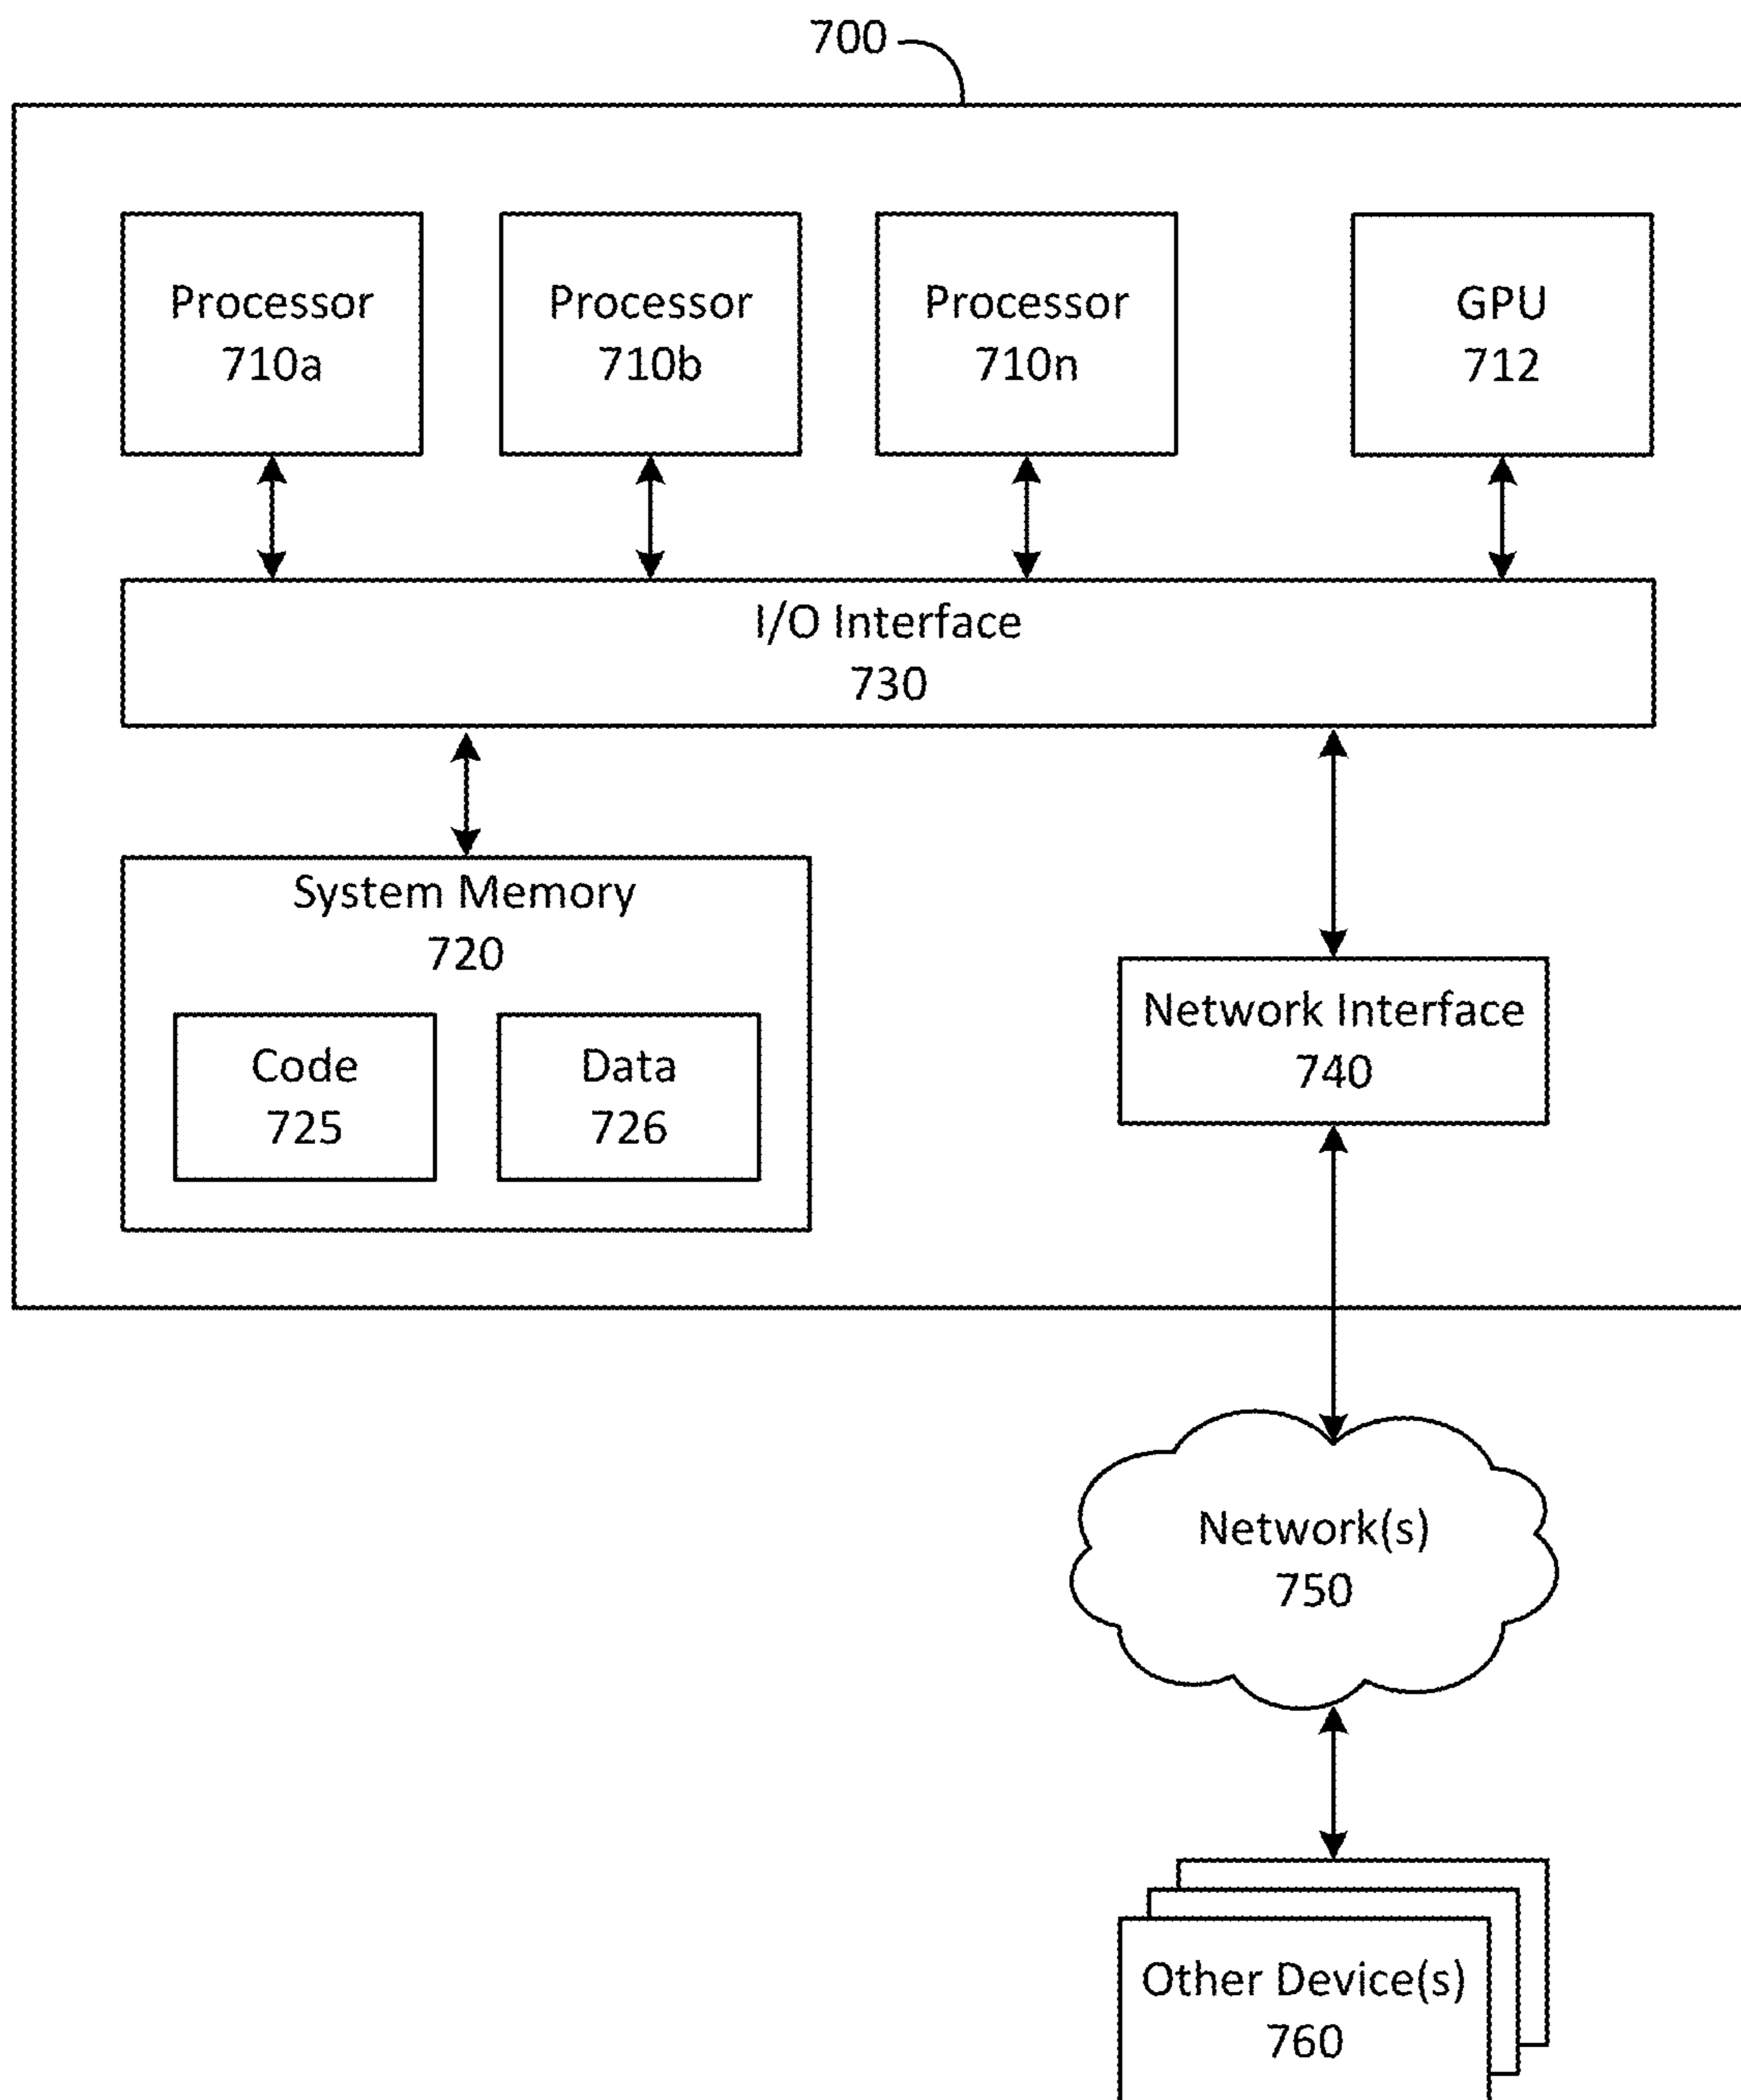 700
Processor
710a
Processor
710b
Processor
710n
GPU
712
I/O Interface
730
System Memory
720
Code
725
Data
726
Network Interface
740
Network(s)
750
Other Device(s)
760